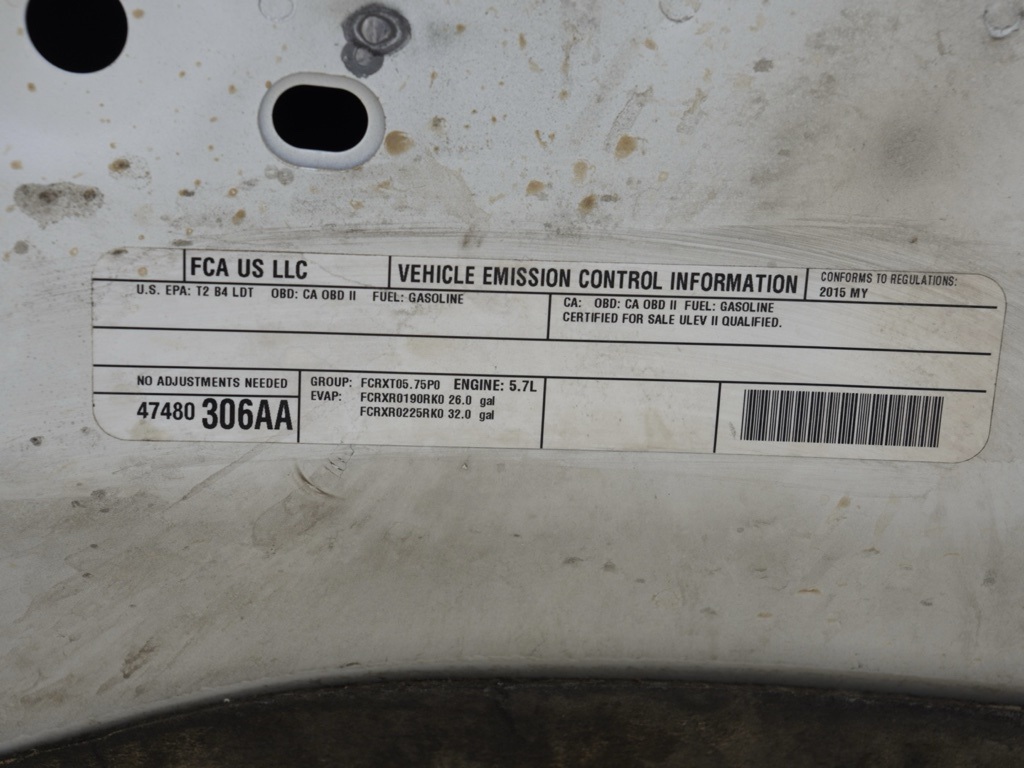 FCA US LLC
VEHICLE EMISSION CONTROL INFORMATION
CONFORMS TO REGULATIONS:
2015 MY
U.S. EPA: T2 B4 LDT OBD: CA OBD II FUEL: GASOLINE
CA: OBD: CA OBD II FUEL: GASOLINE
CERTIFIED FOR SALE ULEV II QUALIFIED.
NO ADJUSTMENTS NEEDED
47480 306AA
GROUP: FCRXT05.75P0 ENGINE: 5.7L
EVAP: FCRXR0190RK0 26.0 gal
FCRXR0225RK0 32.0 gal